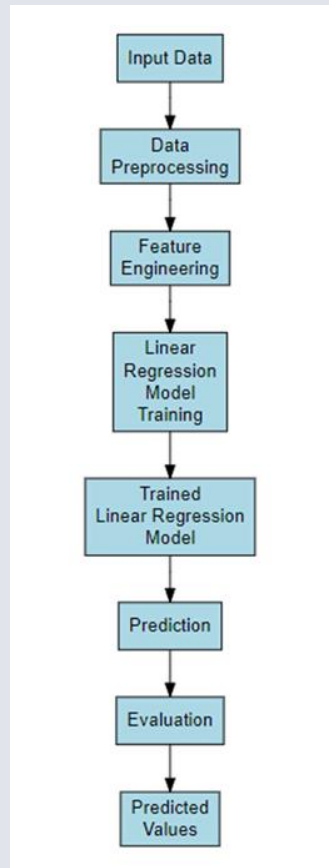 Input Data
Data
Preprocessing
Feature
Engineering
Linear
Regression
Model
Training
Trained
Linear Regression
Model
Prediction
Evaluation
Predicted
Values